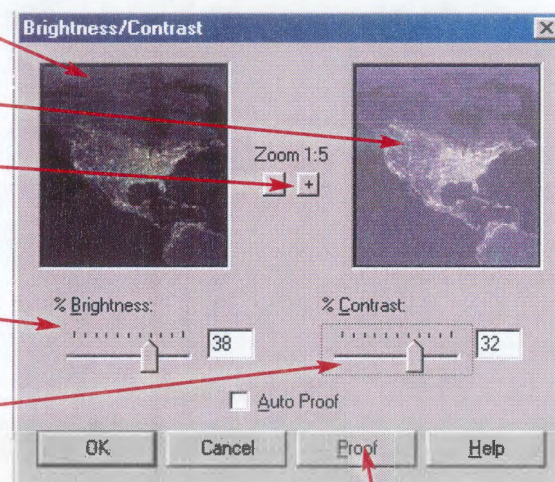 Brightness/Contrast
Zoom 1:5
- +
% Brightness:
38
% Contrast:
32
Auto Proof
OK
Cancel
Proof
Help